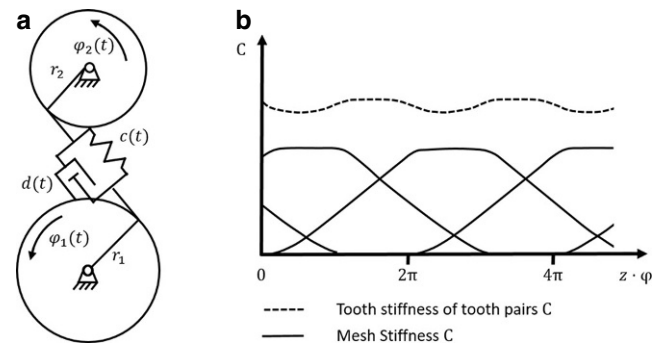 a
φ₂(t)
r₂
c(t)
d(t)
φ₁(t)
r₁
b
C
0
2π
4π
z · φ
Tooth stiffness of tooth pairs C
Mesh Stiffness C